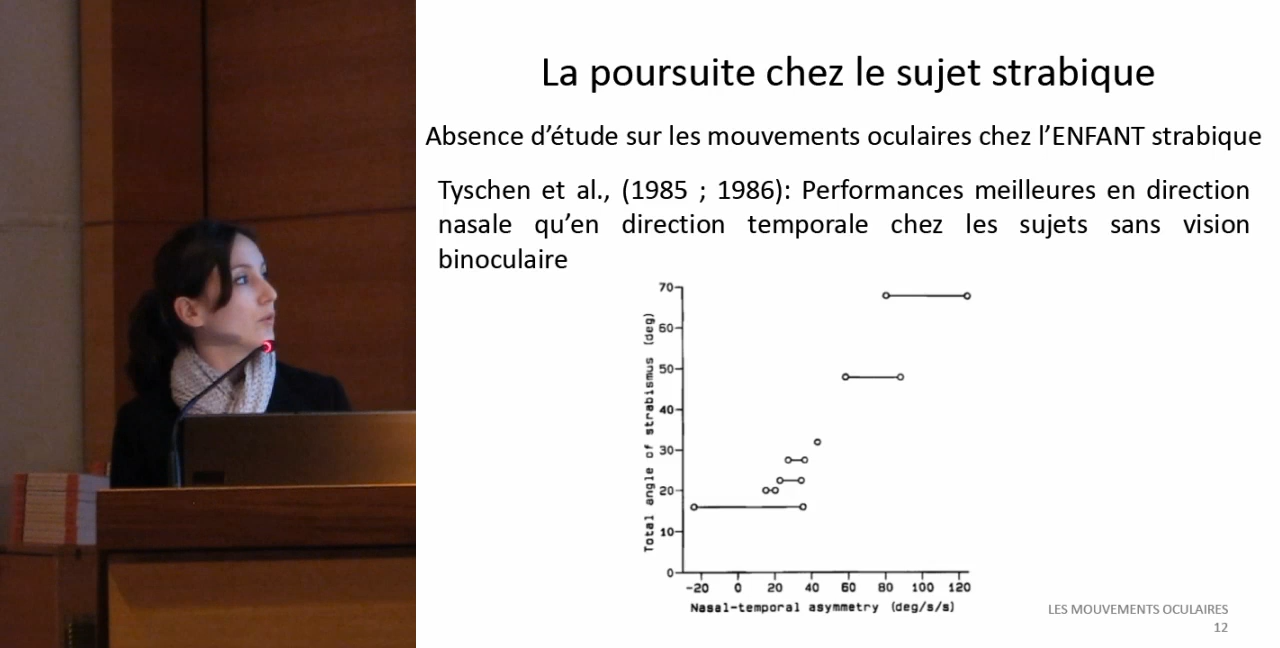 La poursuite chez le sujet strabique
Absence d’étude sur les mouvements oculaires chez l’ENFANT strabique
Tyschen et al., (1985 ; 1986): Performances meilleures en direction
nasale qu’en direction temporale chez les sujets sans vision
binoculaire
Total angle of strabismus (deg)
70
60
50
40
30
20
10
0
-20 0 20 40 60 80 100 120
Nasal-temporal asymmetry (deg/s/s)
LES MOUVEMENTS OCULAIRES
12